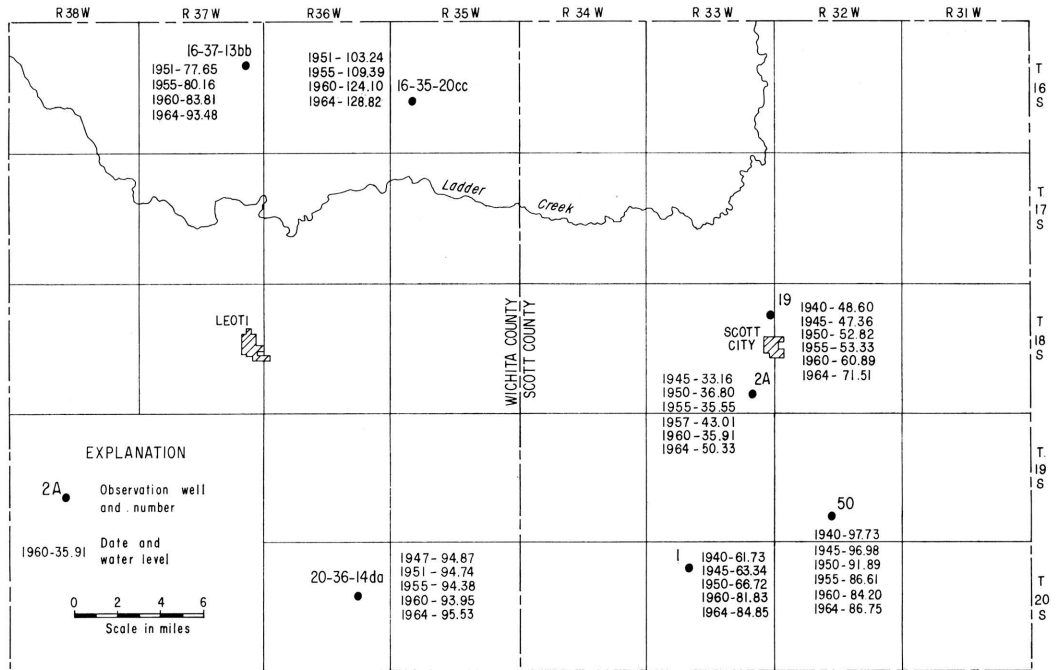 R 38 W
R 37 W
R 36 W
R 35 W
R 34 W
R 33 W
R 32 W
R 31 W
16-37-13bb
1951-77.65
1955-80.16
1960-83.81
1964-93.48
1951-103.24
1955-109.39
1960-124.10
1964-128.82
16-35-20cc
T
16
S
Ladder
Creek
T
17
S
LEOTI
WICHITA COUNTY
SCOTT COUNTY
SCOTT
CITY
19
1940-48.60
1945-47.36
1950-52.82
1955-53.33
1960-60.89
1964-71.51
T
18
S
2A
1945-33.16
1950-36.80
1955-35.55
1957-43.01
1960-35.91
1964-50.33
EXPLANATION
2A
Observation well
and . number
1960-35.91
Date and
water level
0 2 4 6
Scale in miles
T.
19
S
50
1940-97.73
1945-96.98
1950-91.89
1955-86.61
1960-84.20
1964-86.75
20-36-14da
1947-94.87
1951-94.74
1955-94.38
1960-93.95
1964-95.53
1
1940-61.73
1945-63.34
1950-66.72
1960-81.83
1964-84.85
T
20
S